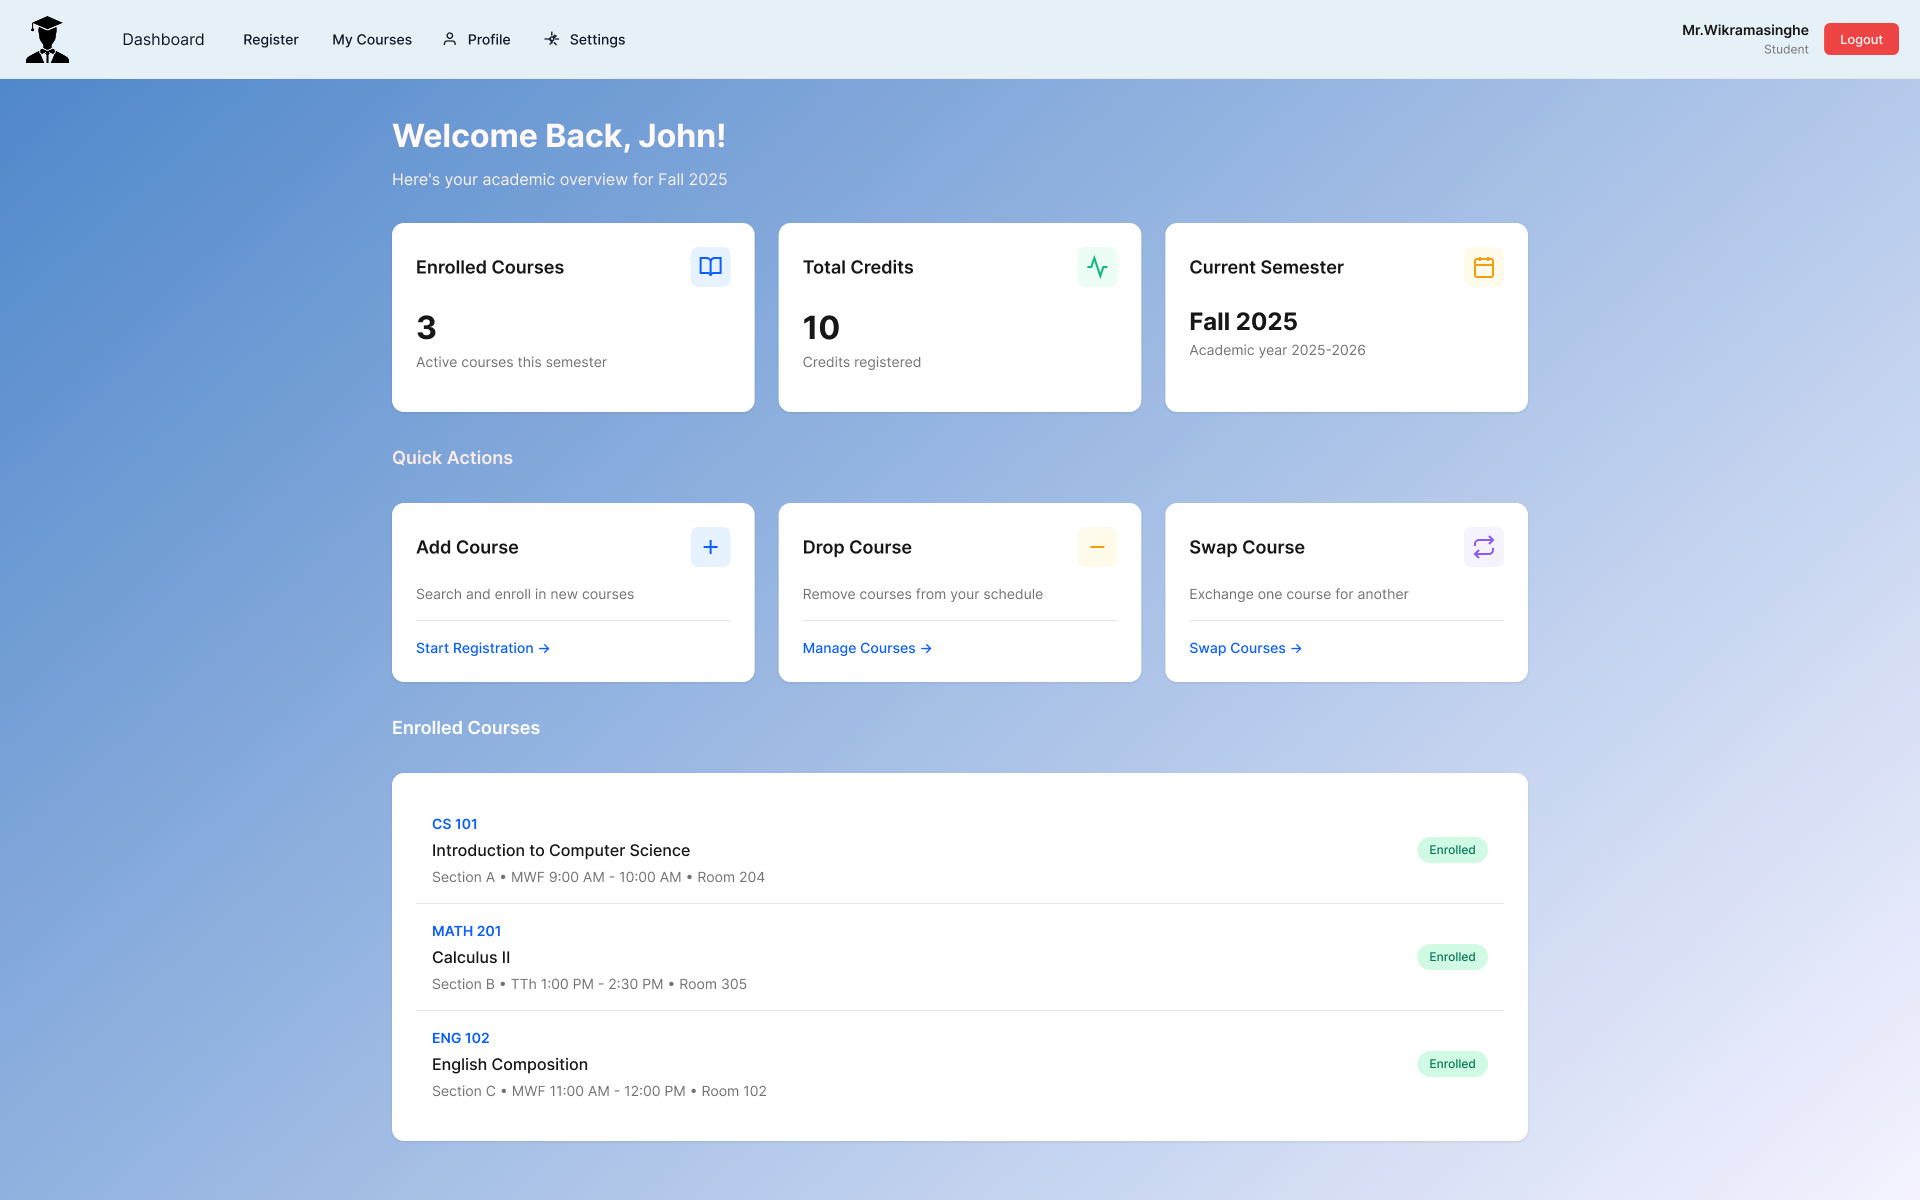 Dashboard Register My Courses Profile Settings Mr.Wikramasinghe Logout
Student
Welcome Back, John!
Here's your academic overview for Fall 2025
Enrolled Courses
3
Active courses this semester
Total Credits
10
Credits registered
Current Semester
Fall 2025
Academic year 2025-2026
Quick Actions
Add Course
Search and enroll in new courses
Start Registration →
Drop Course
Remove courses from your schedule
Manage Courses →
Swap Course
Exchange one course for another
Swap Courses →
Enrolled Courses
CS 101
Introduction to Computer Science
Section A • MWF 9:00 AM - 10:00 AM • Room 204
Enrolled
MATH 201
Calculus II
Section B • TTh 1:00 PM - 2:30 PM • Room 305
Enrolled
ENG 102
English Composition
Section C • MWF 11:00 AM - 12:00 PM • Room 102
Enrolled